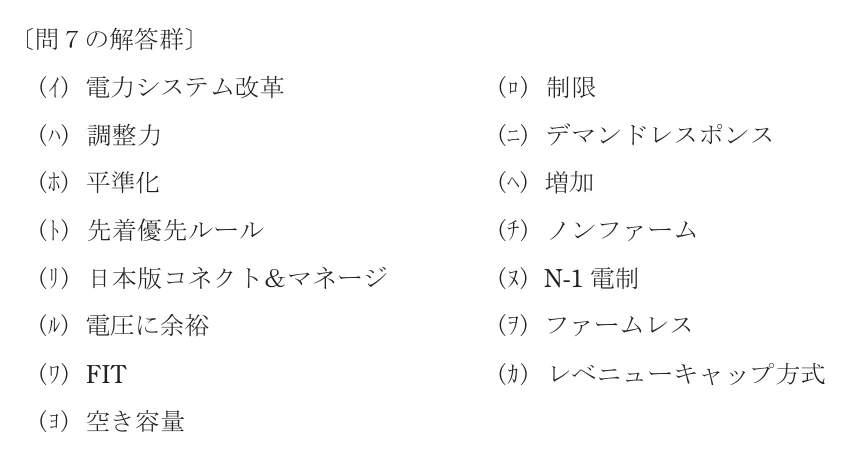 〔問７の解答群〕
(イ) 電力システム改革 (ロ) 制限
(ハ) 調整力 (ニ) デマンドレスポンス
(ホ) 平準化 (ヘ) 増加
(ト) 先着優先ルール (チ) ノンファーム
(リ) 日本版コネクト＆マネージ (ヌ) N-1 電制
(ル) 電圧に余裕 (ヲ) ファームレス
(ワ) FIT (カ) レベニューキャップ方式
(ヨ) 空き容量